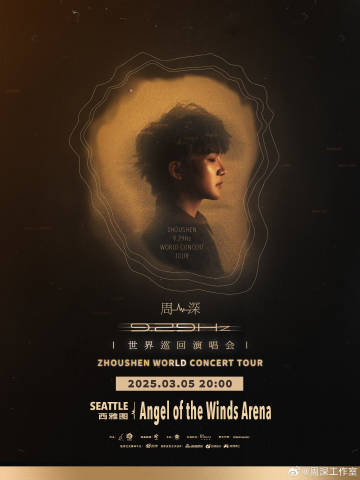 ZHOUSHEN
9.29Hz
WORLD CONCERT
TOUR
周 深
9.29Hz
世界巡回演唱会
ZHOUSHEN WORLD CONCERT TOUR
2025.03.05 20:00
SEATTLE
西雅图
Angel of the Winds Arena
@周深工作室